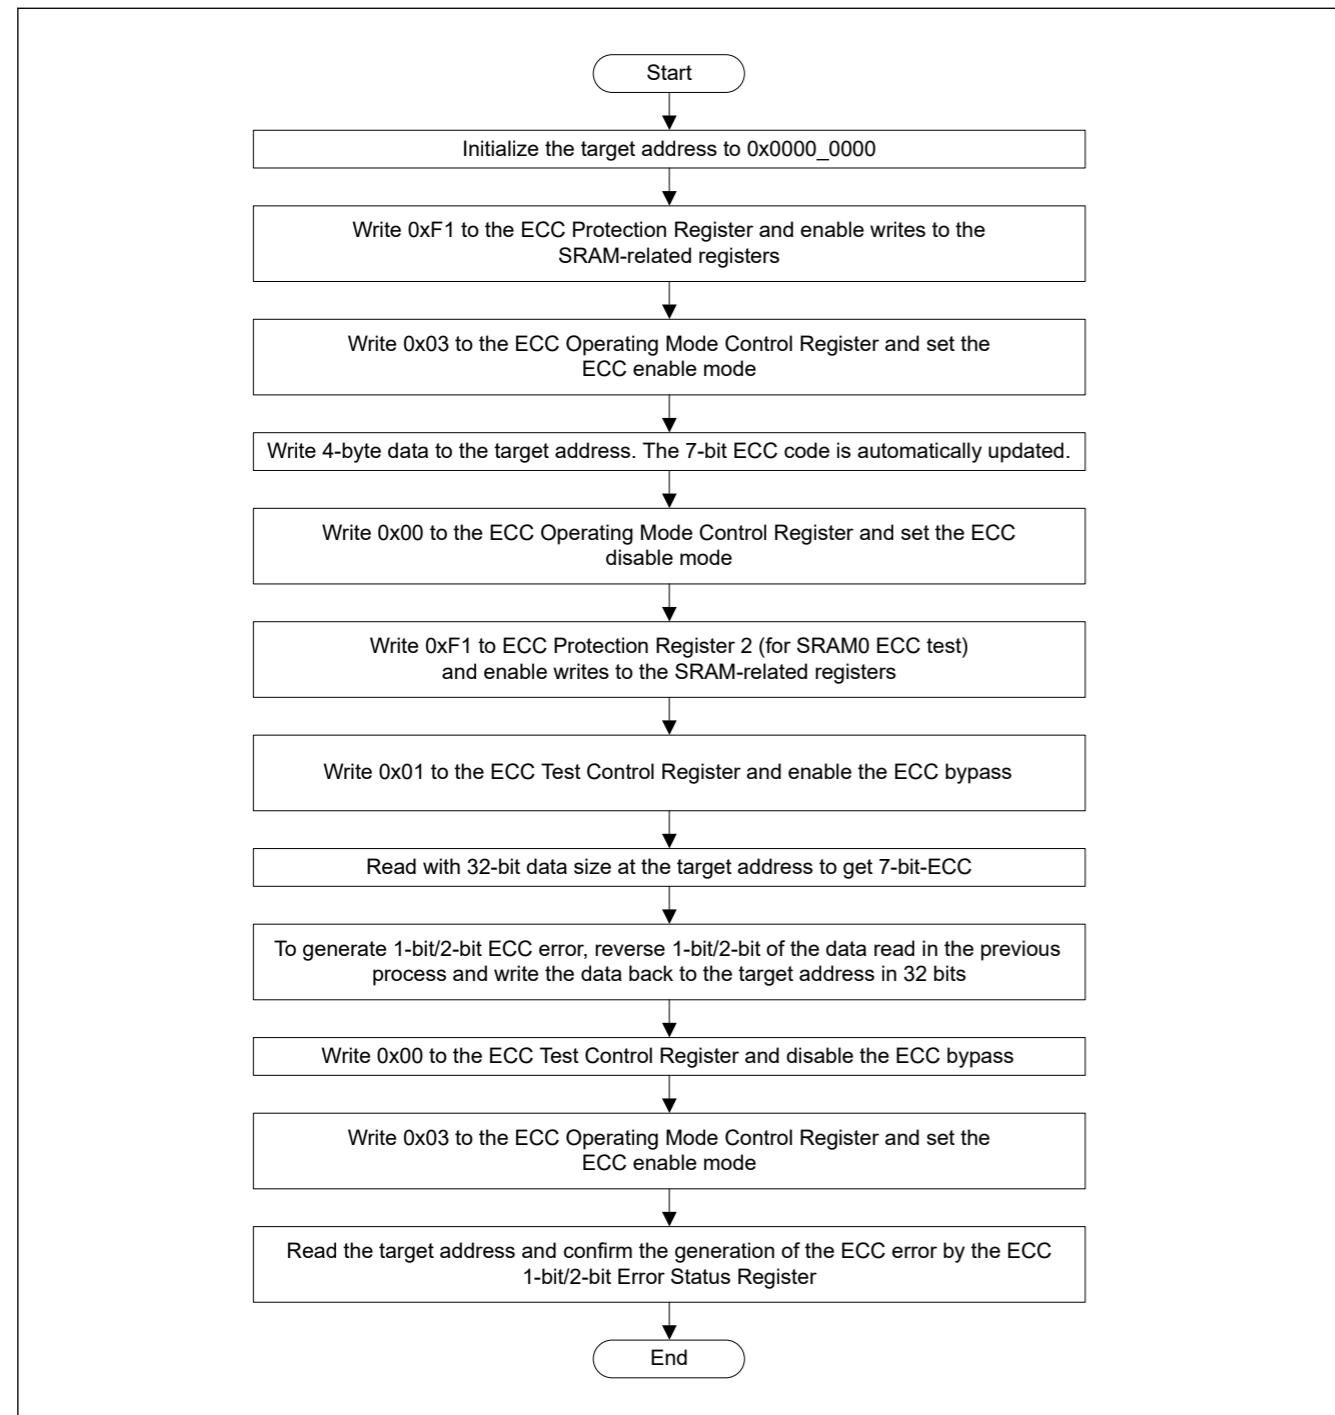 Start
Initialize the target address to 0x0000_0000
Write 0xF1 to the ECC Protection Register and enable writes to the
SRAM-related registers
Write 0x03 to the ECC Operating Mode Control Register and set the
ECC enable mode
Write 4-byte data to the target address. The 7-bit ECC code is automatically updated.
Write 0x00 to the ECC Operating Mode Control Register and set the ECC
disable mode
Write 0xF1 to ECC Protection Register 2 (for SRAM0 ECC test)
and enable writes to the SRAM-related registers
Write 0x01 to the ECC Test Control Register and enable the ECC bypass
Read with 32-bit data size at the target address to get 7-bit-ECC
To generate 1-bit/2-bit ECC error, reverse 1-bit/2-bit of the data read in the previous
process and write the data back to the target address in 32 bits
Write 0x00 to the ECC Test Control Register and disable the ECC bypass
Write 0x03 to the ECC Operating Mode Control Register and set the
ECC enable mode
Read the target address and confirm the generation of the ECC error by the ECC
1-bit/2-bit Error Status Register
End